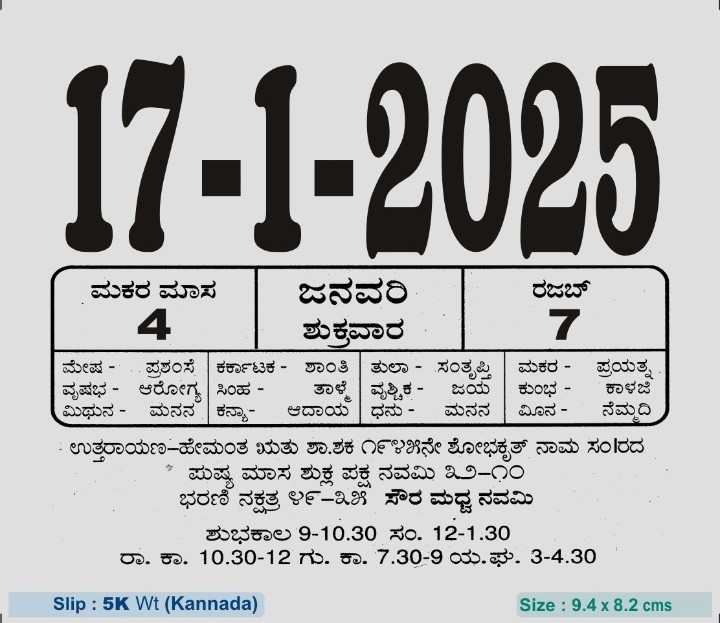 17-1-2025
ಮಕರ ಮಾಸ ಜನವರಿ ರಜಬ್
4 ಶುಕ್ರವಾರ 7
ಮೇಷ - ಪ್ರಶಂಸೆ ಕರ್ಕಾಟಕ - ಶಾಂತಿ ತುಲಾ - ಸಂತೃಪ್ತಿ ಮಕರ - ಪ್ರಯತ್ನ
ವೃಷಭ - ಆರೋಗ್ಯ ಸಿಂಹ - ತಾಳ್ಮೆ ವೃಶ್ಚಿಕ - ಜಯ ಕುಂಭ - ಕಾಳಜಿ
ಮಿಥುನ - ಮನನ ಕನ್ಯಾ- ಆದಾಯ ಧನು - ಮನನ ಮೀನ - ನೆಮ್ಮದಿ
ಉತ್ತರಾಯಣ-ಹೇಮಂತ ಋತು ಶಾ.ಶಕ ೧೯೪೫ನೇ ಶೋಭಕೃತ್ ನಾಮ ಸಂ|ರದ
ಪುಷ್ಯ ಮಾಸ ಶುಕ್ಲ ಪಕ್ಷ ನವಮಿ ೩೨-೧೦
ಭರಣಿ ನಕ್ಷತ್ರ ೪೯-೩೫ ಸೌರ ಮಧ್ವ ನವಮಿ
ಶುಭಕಾಲ 9-10.30 ಸಂ. 12-1.30
ರಾ. ಕಾ. 10.30-12 ಗು. ಕಾ. 7.30-9 ಯ.ಘ. 3-4.30
Slip : 5K Wt (Kannada) Size : 9.4 x 8.2 cms